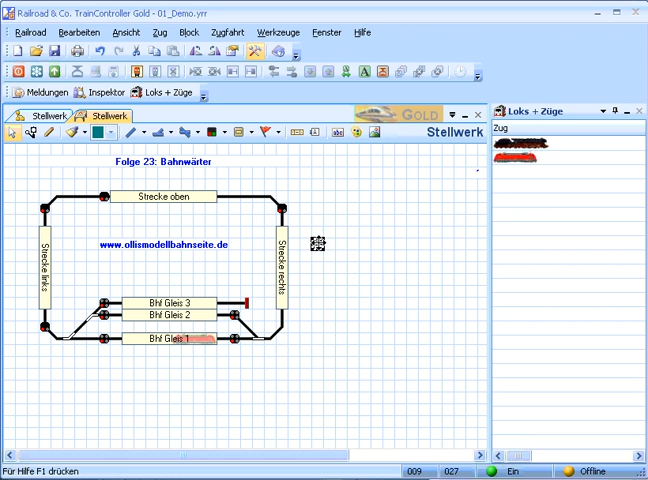 Railroad & Co. TrainController Gold - 01_Demo.yrr
Railroad Bearbeiten Ansicht Zug Block Zugfahrt Werkzeuge Fenster Hilfe
Meldungen Inspektor Loks + Züge
Stellwerk Stellwerk GOLD
Stellwerk
Loks + Züge
Zug
Folge 23: Bahnwärter
Strecke oben
Strecke links
www.ollismodellbahnseite.de
Strecke rechts
Bhf Gleis 3
Bhf Gleis 2
Bhf Gleis 1
Für Hilfe F1 drücken 009 027 Ein Offline